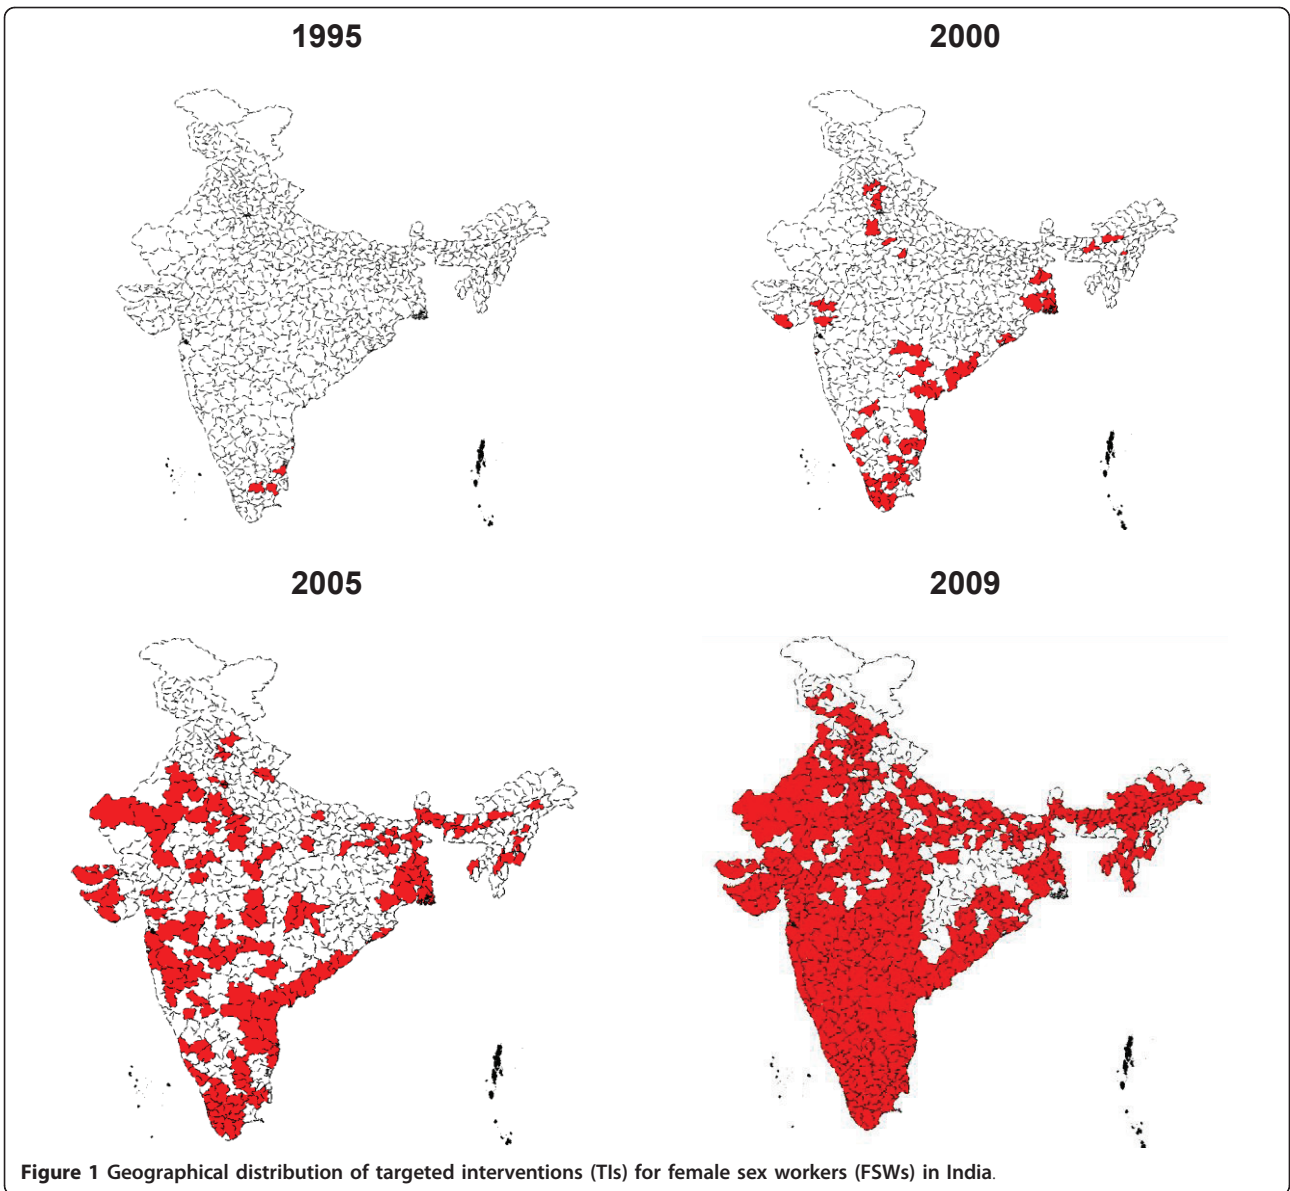 1995
2000
2005
2009
Figure 1 Geographical distribution of targeted interventions (TIs) for female sex workers (FSWs) in India.